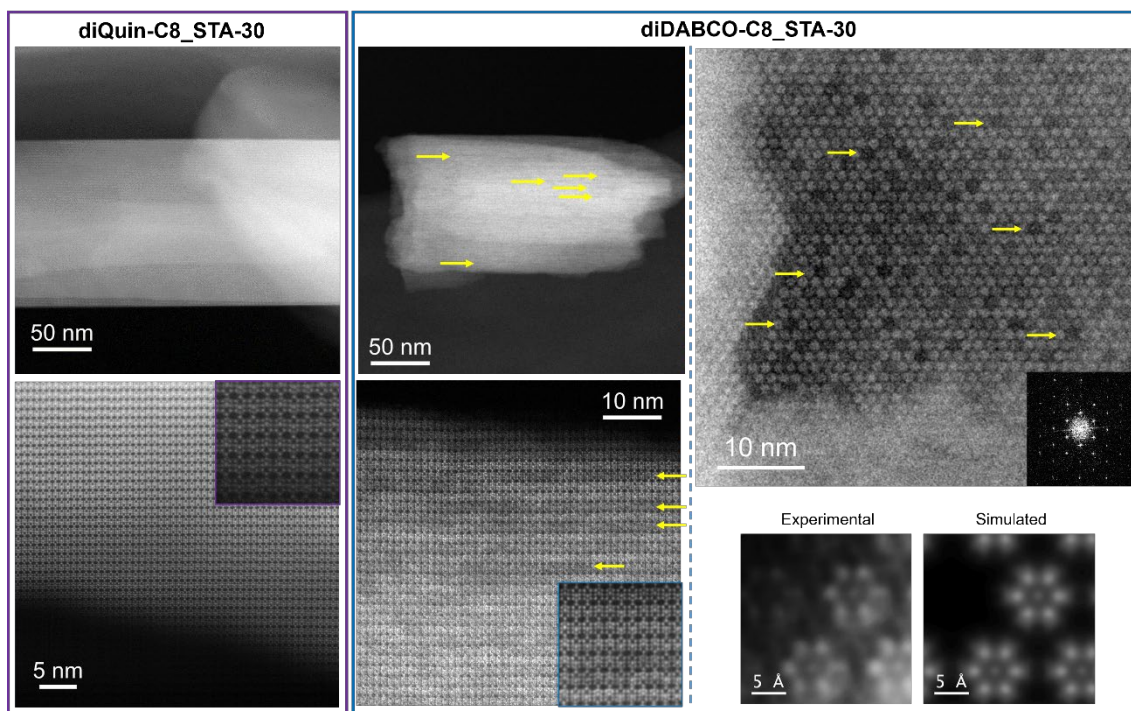 diQuin-C8_STA-30
diDABCO-C8_STA-30
50 nm
5 nm
50 nm
10 nm
10 nm
Experimental
Simulated
5 Å
5 Å